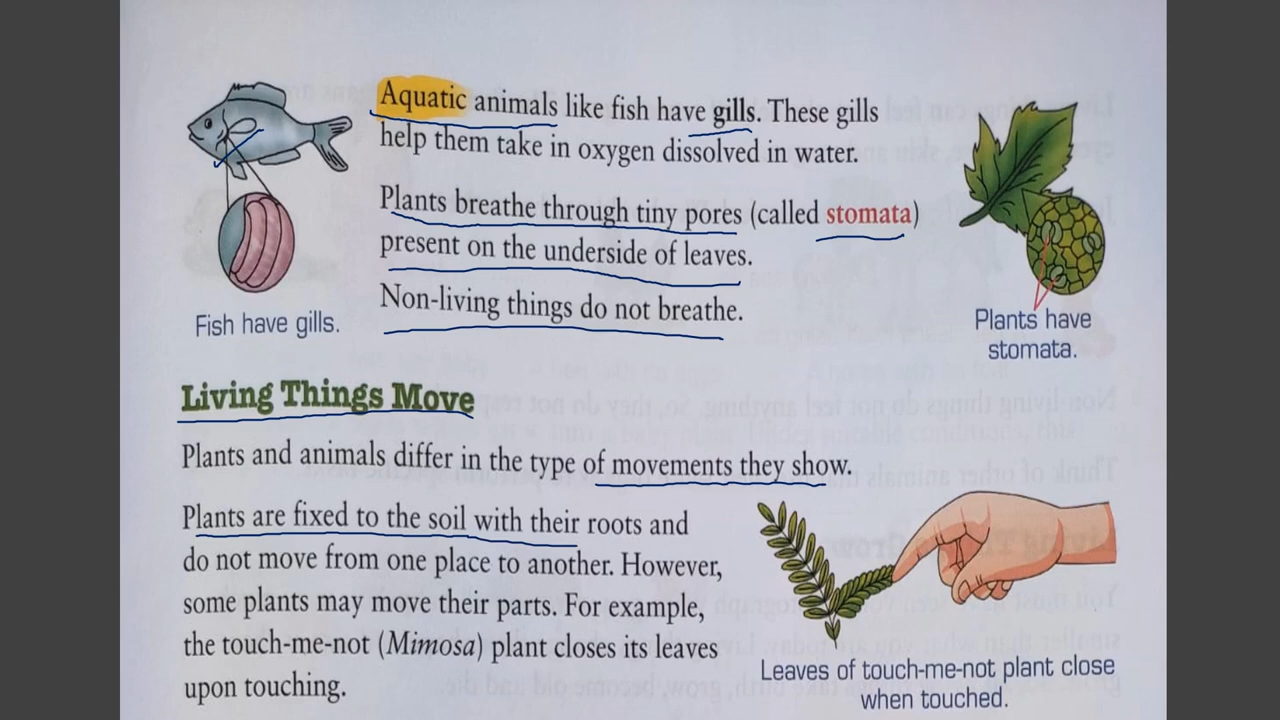 Aquatic animals like fish have gills. These gills
help them take in oxygen dissolved in water.
Plants breathe through tiny pores (called stomata)
present on the underside of leaves.
Non-living things do not breathe.
Fish have gills.
Plants have
stomata.
Living Things Move
Plants and animals differ in the type of movements they show.
Plants are fixed to the soil with their roots and
do not move from one place to another. However,
some plants may move their parts. For example,
the touch-me-not (Mimosa) plant closes its leaves
upon touching.
Leaves of touch-me-not plant close
when touched.